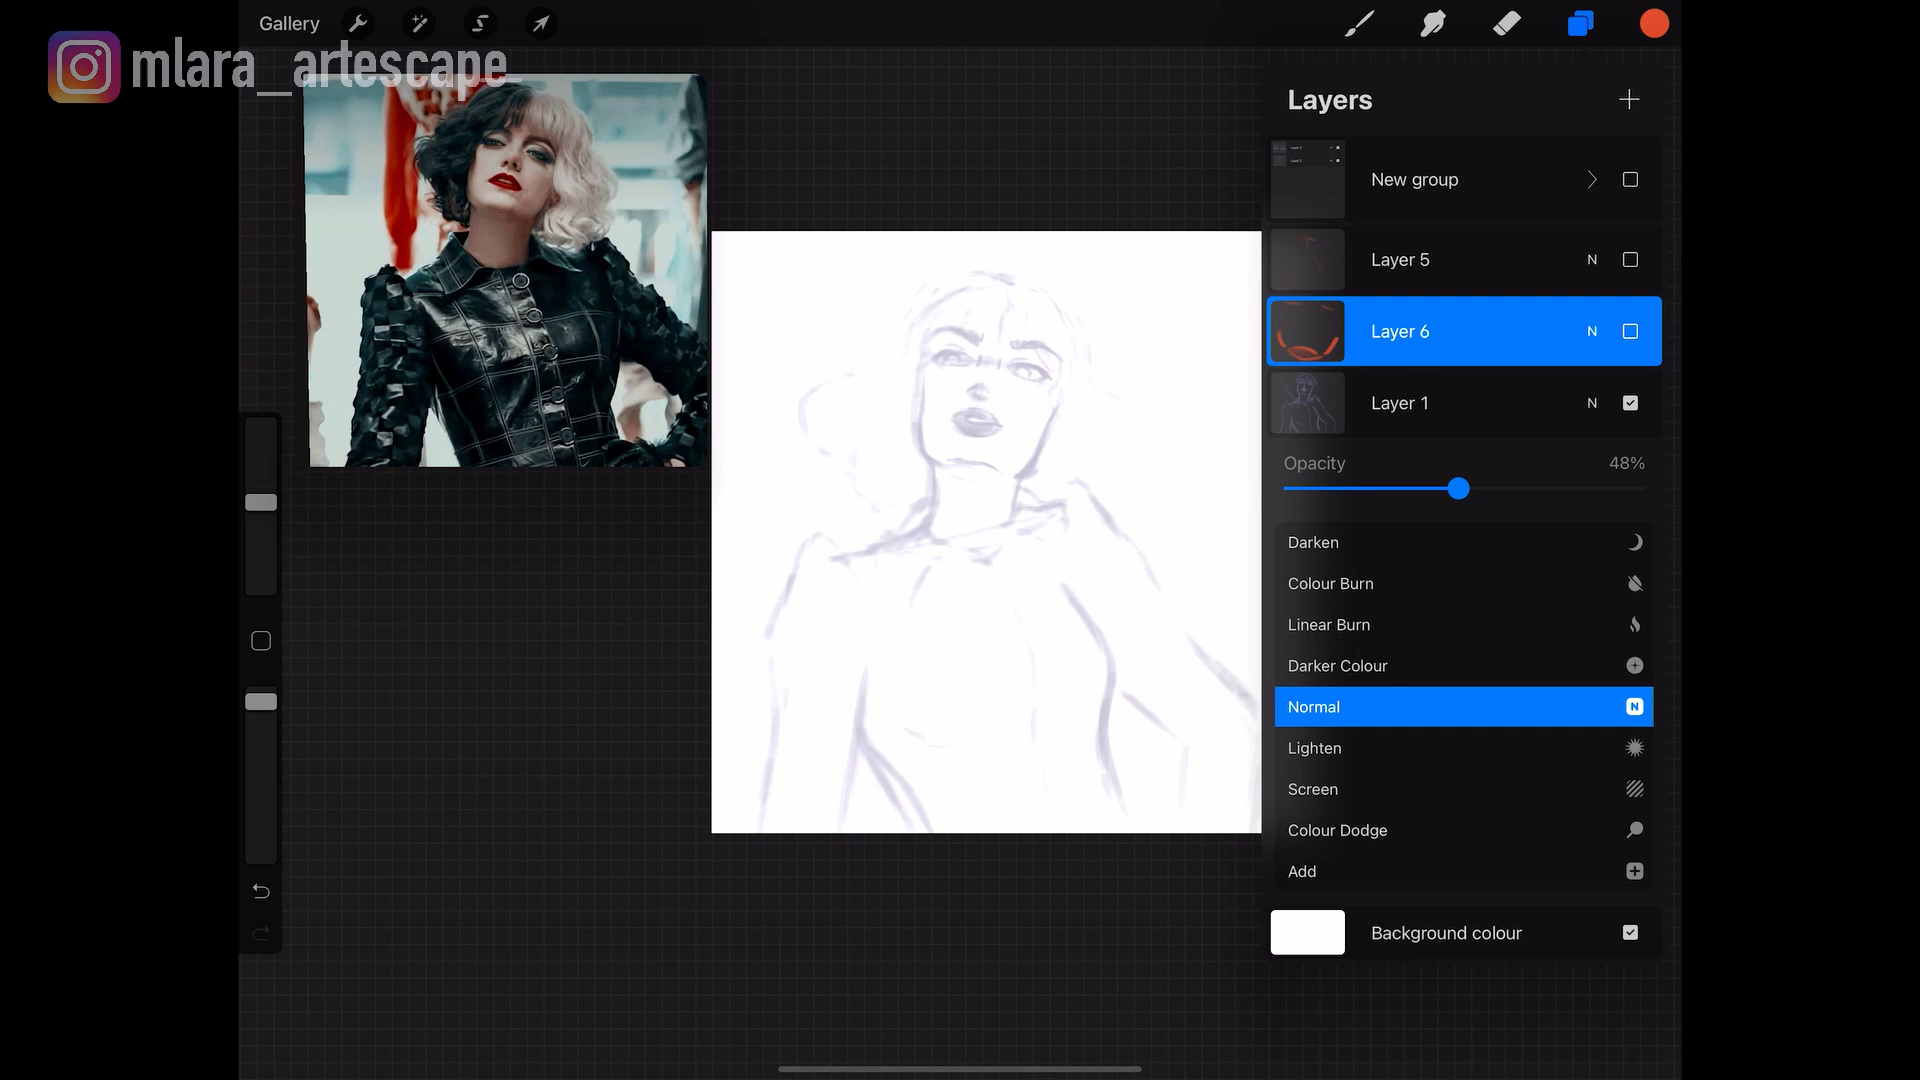 Gallery
mlara_artescape_
Layers
New group
Layer 5 N
Layer 6 N
Layer 1 N
Opacity 48%
Darken
Colour Burn
Linear Burn
Darker Colour
Normal N
Lighten
Screen
Colour Dodge
Add
Background colour